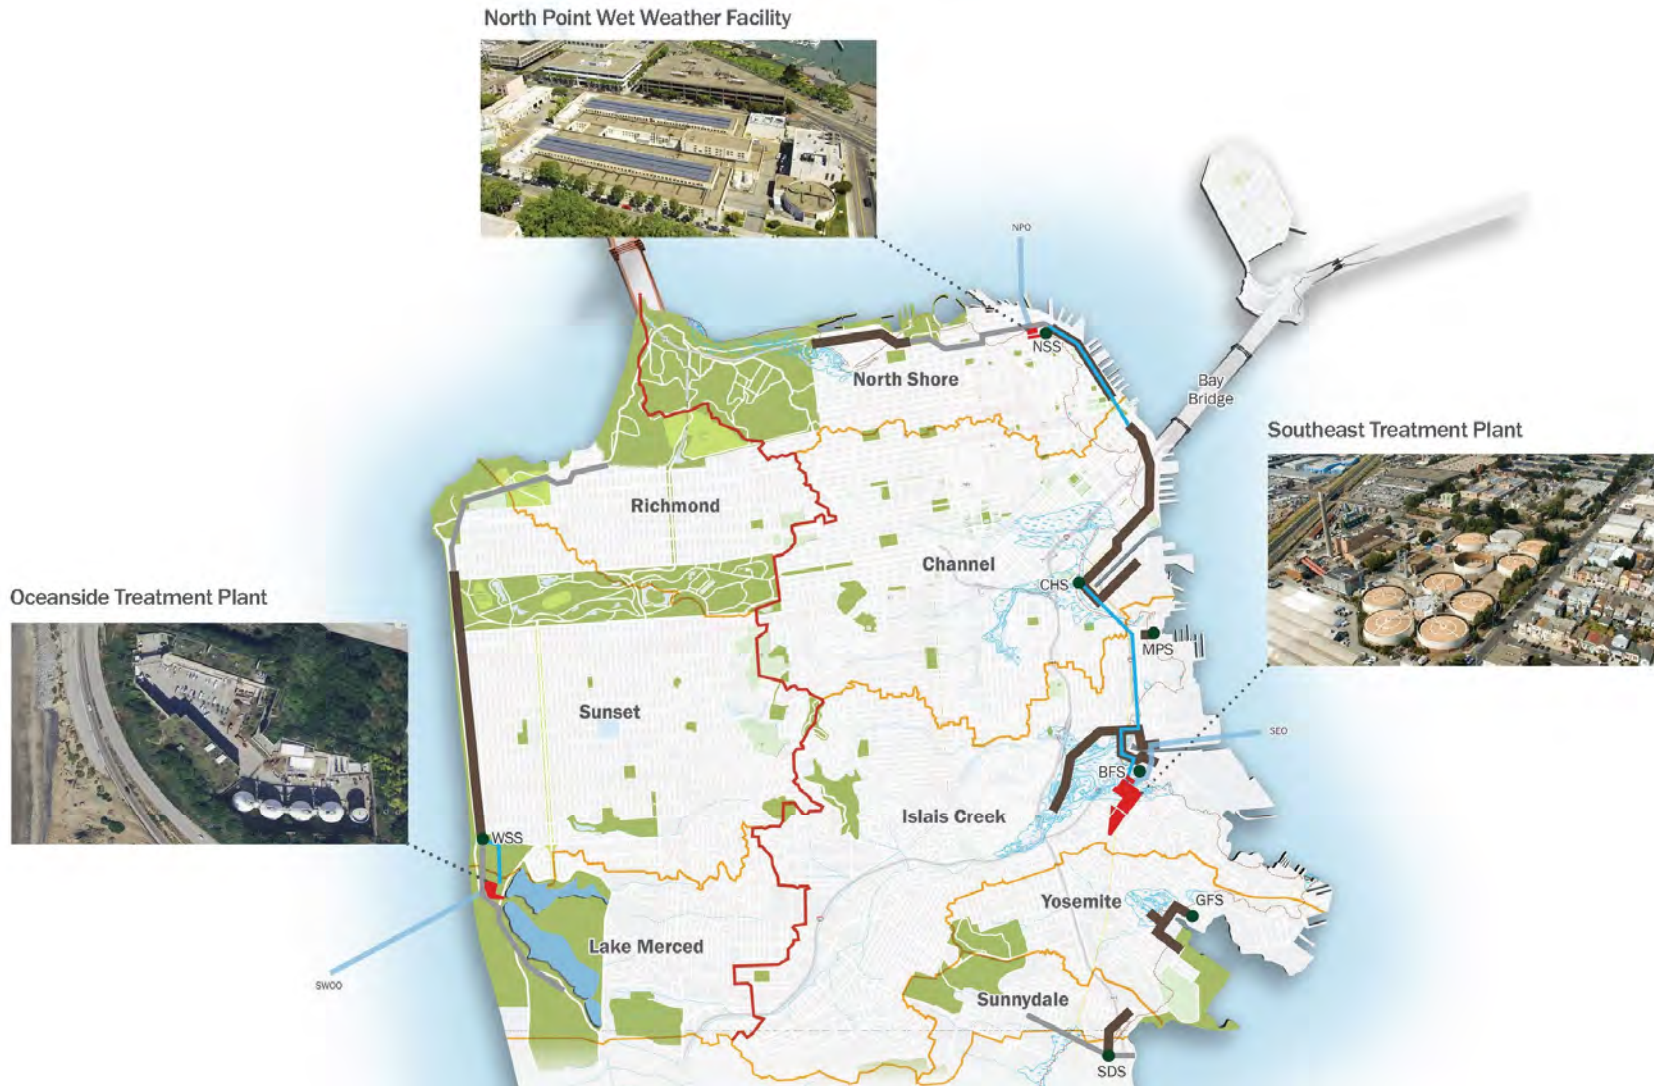 North Point Wet Weather Facility
NPO
NSS
North Shore
Bay
Bridge
Southeast Treatment Plant
Richmond
Channel
CHS
Oceanside Treatment Plant
MPS
Sunset
SEO
BFS
Islais Creek
WSS
Yosemite
GFS
Lake Merced
SWOO
Sunnydale
SDS